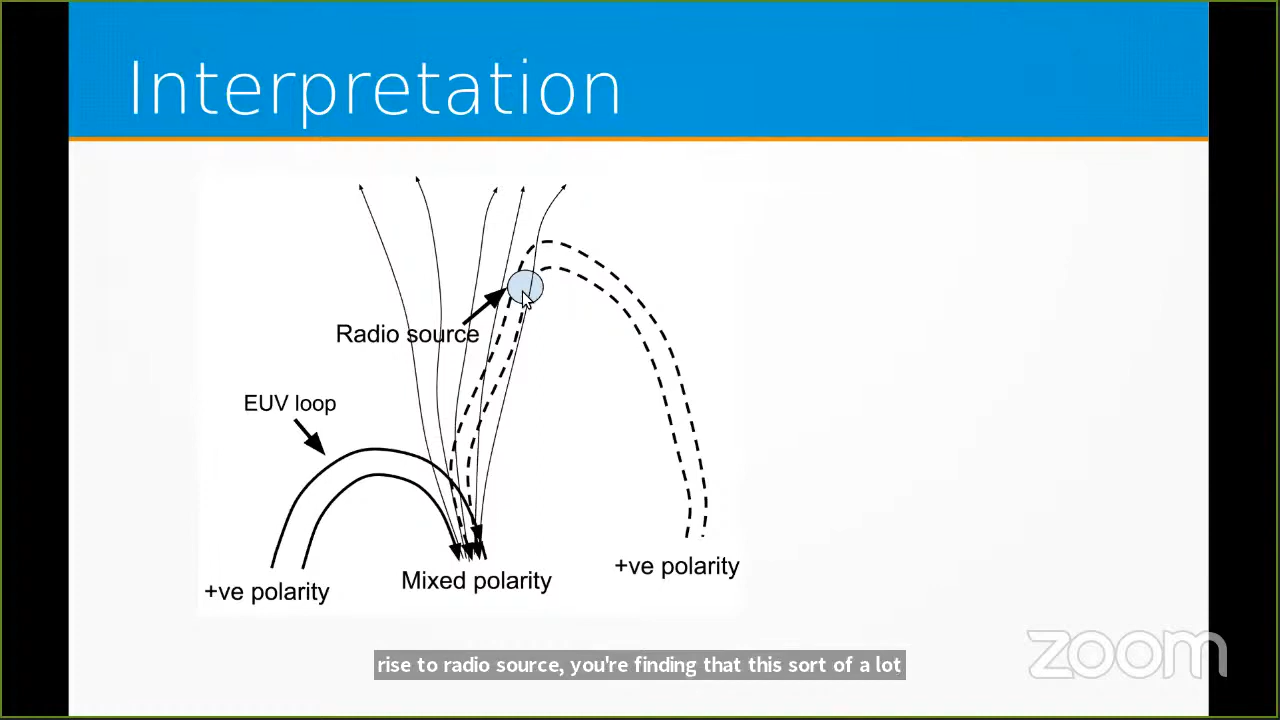 Interpretation
Radio source
EUV loop
+ve polarity
Mixed polarity
+ve polarity
rise to radio source, you're finding that this sort of a lot
zoom